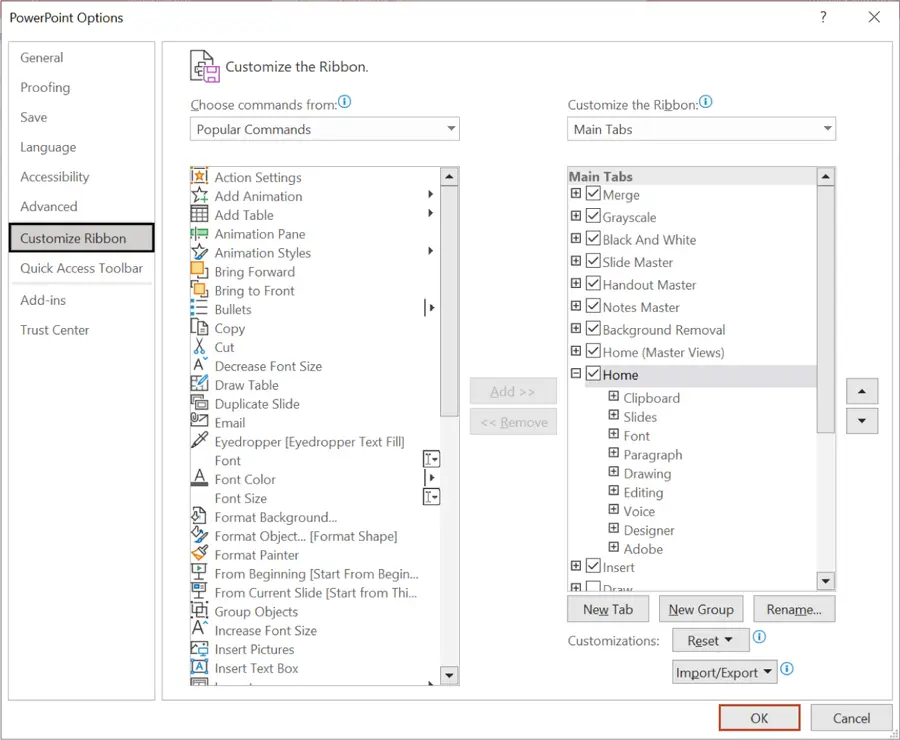 PowerPoint Options
?
General
Proofing
Save
Language
Accessibility
Advanced
Customize Ribbon
Quick Access Toolbar
Add-ins
Trust Center
Customize the Ribbon.
Choose commands from:
Popular Commands
Action Settings
Add Animation
Add Table
Animation Pane
Animation Styles
Bring Forward
Bring to Front
Bullets
Copy
Cut
Decrease Font Size
Draw Table
Duplicate Slide
Email
Eyedropper [Eyedropper Text Fill]
Font
Font Color
Font Size
Format Background...
Format Object... [Format Shape]
Format Painter
From Beginning [Start From Begin...
From Current Slide [Start from Thi...
Group Objects
Increase Font Size
Insert Pictures
Insert Text Box
Add >>
<< Remove
Customize the Ribbon:
Main Tabs
Main Tabs
Merge
Grayscale
Black And White
Slide Master
Handout Master
Notes Master
Background Removal
Home (Master Views)
Home
Clipboard
Slides
Font
Paragraph
Drawing
Editing
Voice
Designer
Adobe
Insert
Draw
New Tab
New Group
Rename...
Customizations:
Reset
Import/Export
OK
Cancel